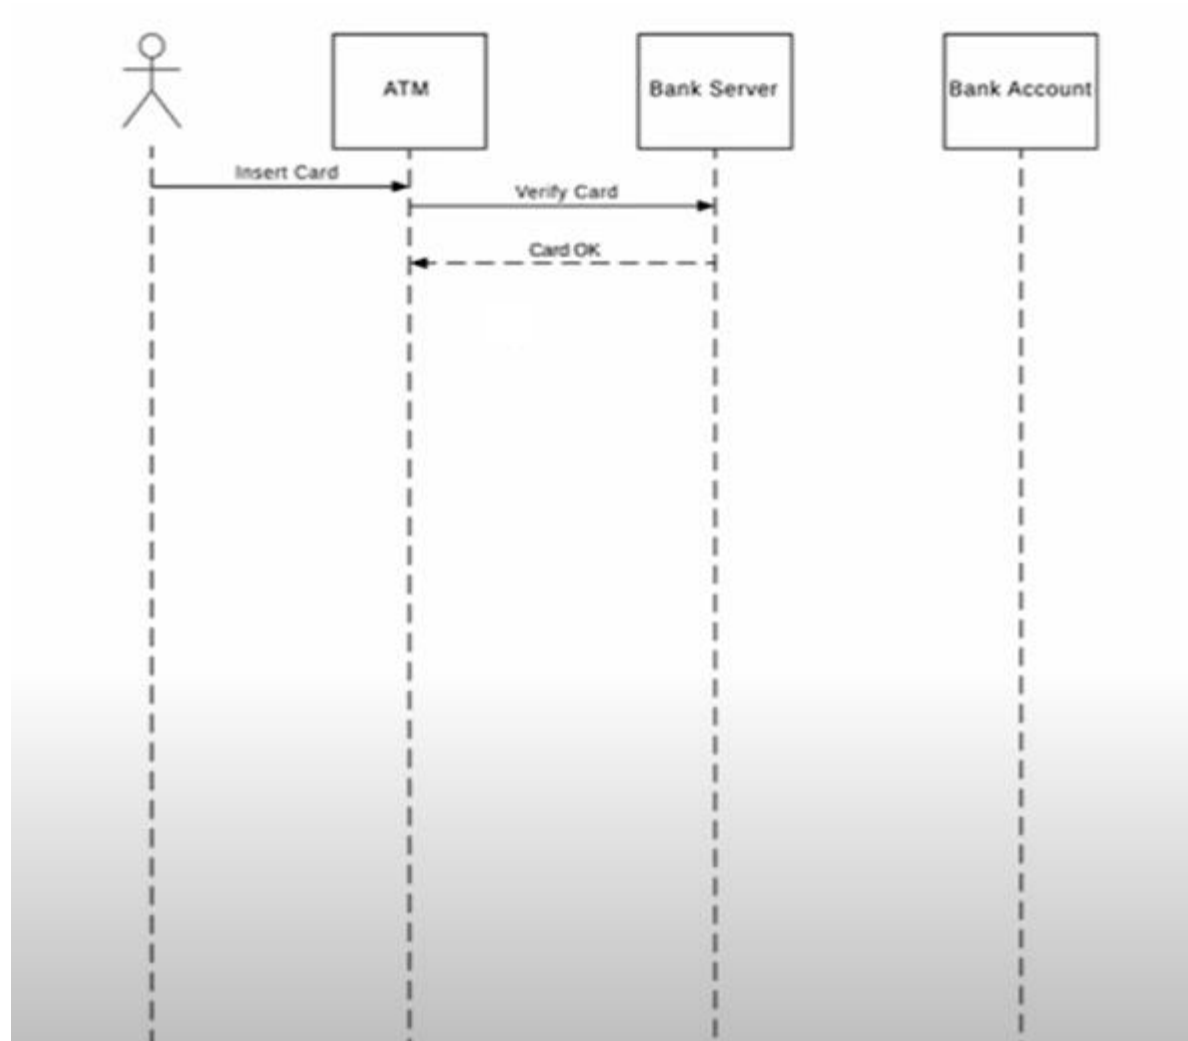 ATM
Bank Server
Bank Account
Insert Card
Verify Card
Card OK